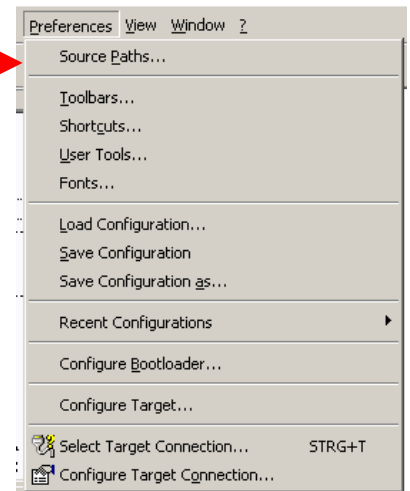 Preferences View Window ?
Source Paths...
Toolbars...
Shortcuts...
User Tools...
Fonts...
Load Configuration...
Save Configuration
Save Configuration as...
Recent Configurations
Configure Bootloader...
Configure Target...
Select Target Connection... STRG+T
Configure Target Connection...